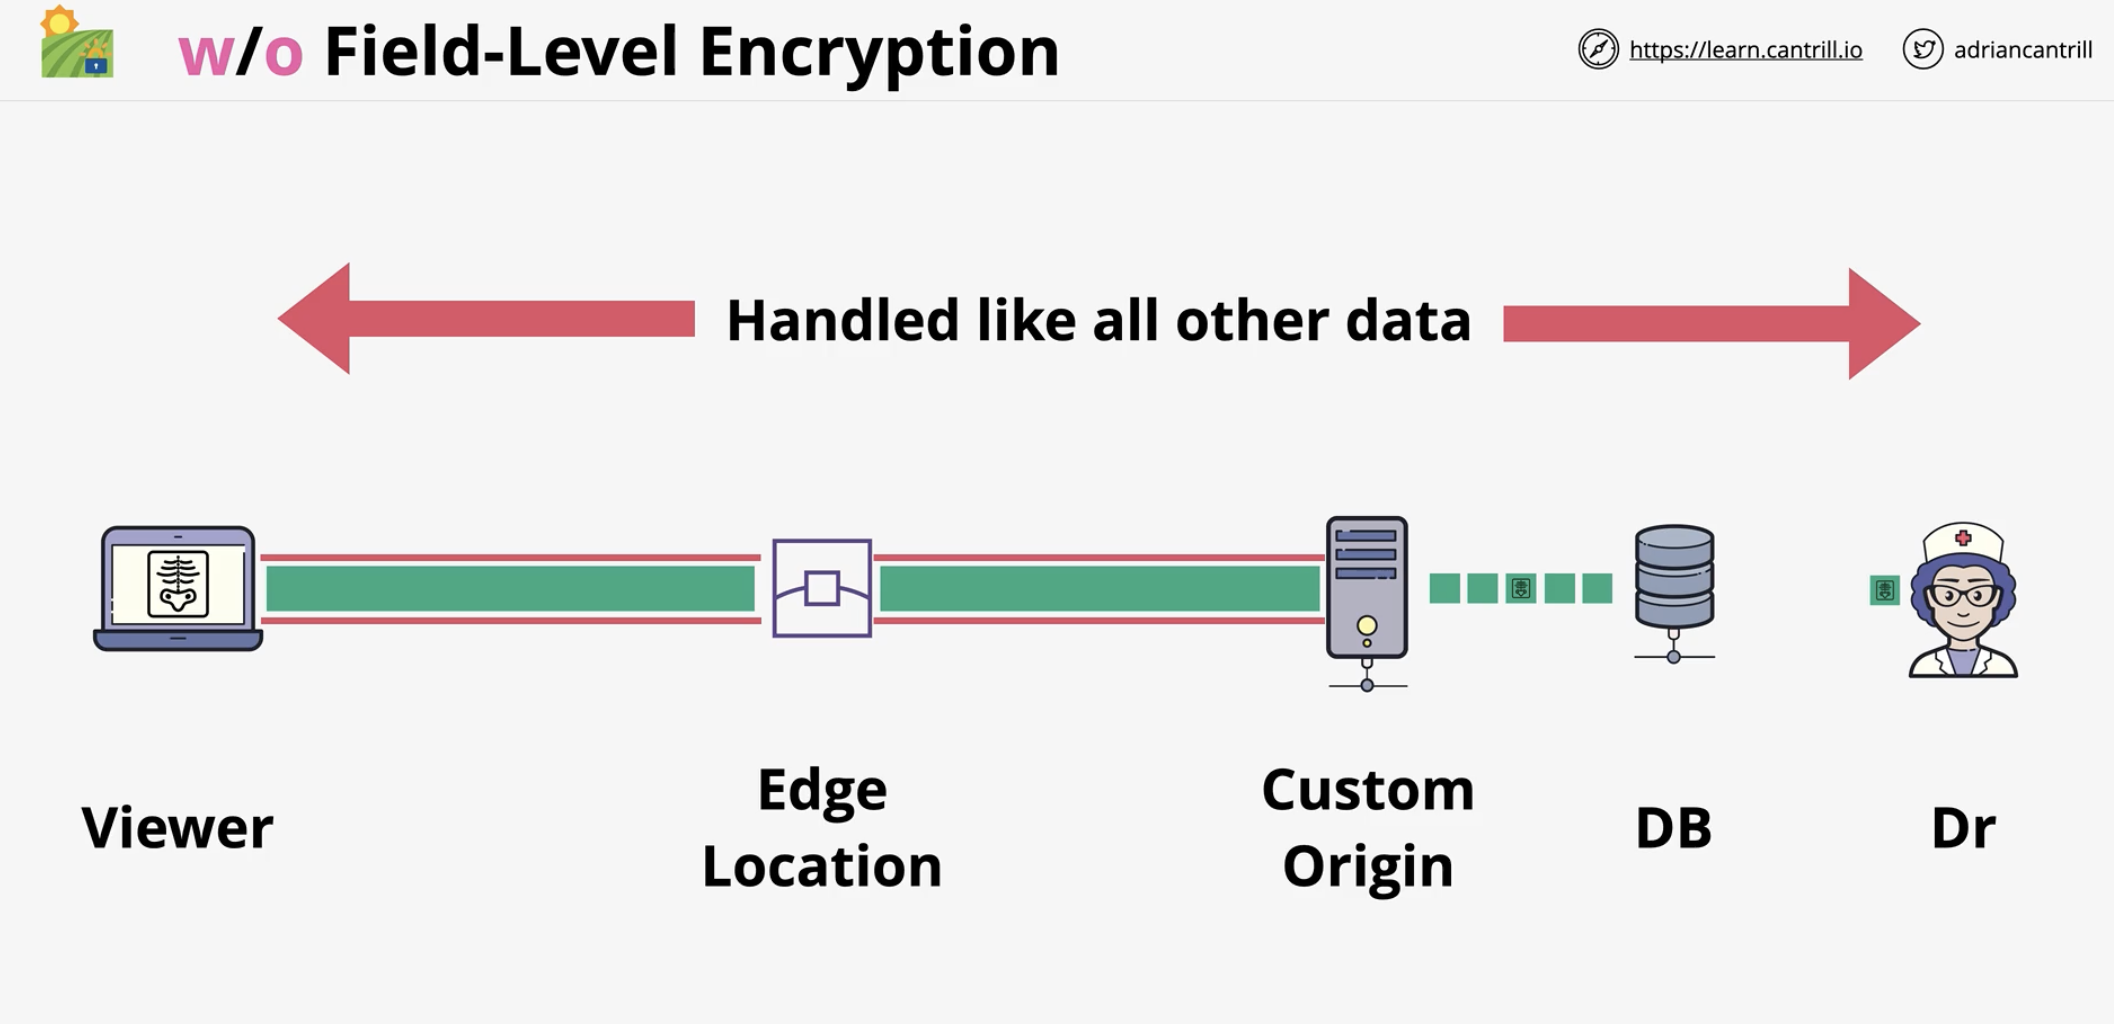 w/o Field-Level Encryption
https://learn.cantrill.io
adriancantrill
Handled like all other data
Viewer
Edge
Location
Custom
Origin
DB
Dr